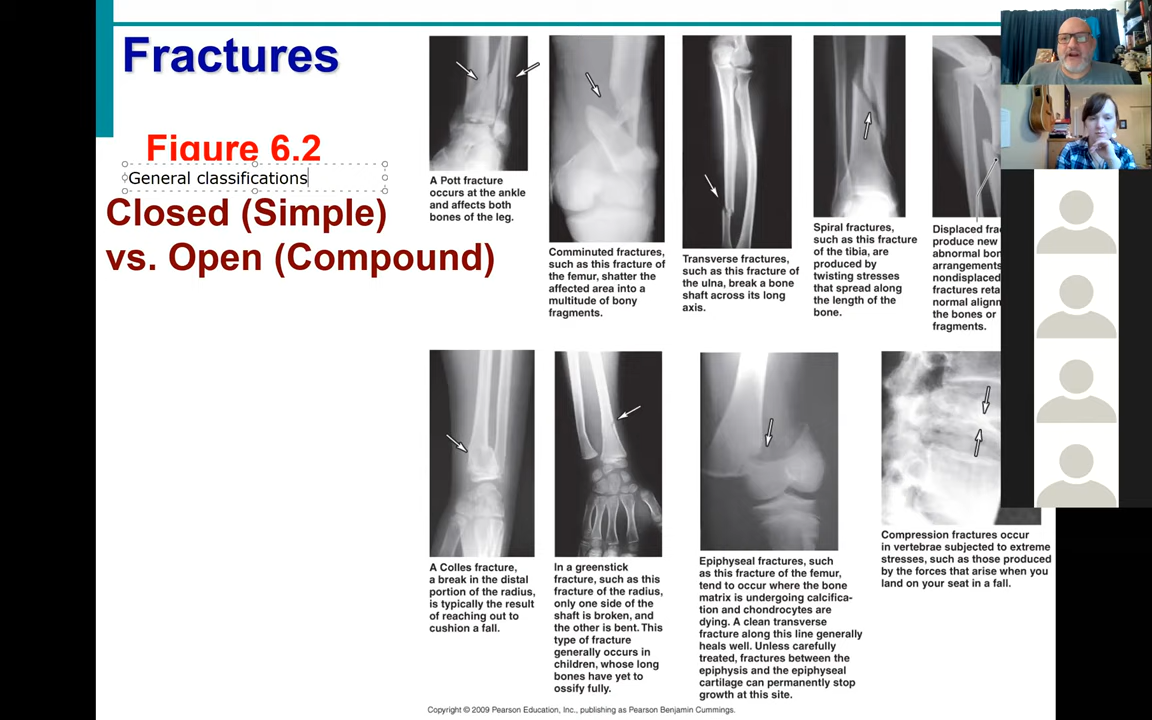 Fractures
Figure 6.2
General classifications
Closed (Simple)
vs. Open (Compound)
A Pott fracture
occurs at the ankle
and affects both
bones of the leg.
Comminuted fractures,
such as this fracture of
the femur, shatter the
affected area into a
multitude of bony
fragments.
Transverse fractures,
such as this fracture of
the ulna, break a bone
shaft across its long
axis.
Spiral fractures,
such as this fracture
of the tibia, are
produced by
twisting stresses
that spread along
the length of the
bone.
Displaced
produce new
abnormal
arrangements
nondisplaced
fractures
normal
the bones or
fragments.
A Colles fracture,
a break in the distal
portion of the radius,
is typically the result
of reaching out to
cushion a fall.
In a greenstick
fracture, such as this
fracture of the radius,
only one side of the
shaft is broken, and
the other is bent. This
type of fracture
generally occurs in
children, whose long
bones have yet to
ossify fully.
Epiphyseal fractures, such
as this fracture of the femur,
tend to occur where the bone
matrix is undergoing calcifica-
tion and chondrocytes are
dying. A clean transverse
fracture along this line generally
heals well. Unless carefully
treated, fractures between the
epiphysis and the epiphyseal
cartilage can permanently stop
growth at this site.
Compression fractures occur
in vertebrae subjected to extreme
stresses, such as those produced
by the forces that arise when you
land on your seat in a fall.
Copyright © 2009 Pearson Education, Inc., publishing as Pearson Benjamin Cummings.